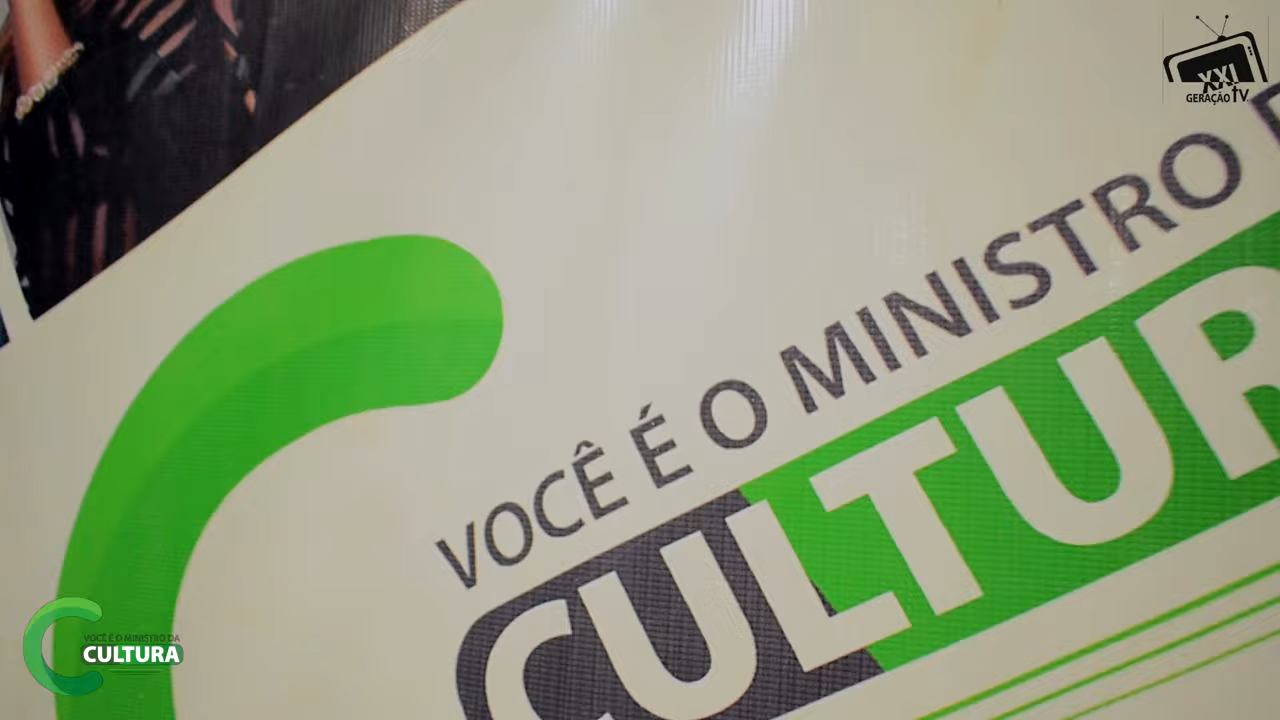 XXI
GERAÇÃO TV
VOCÊ É O MINISTRO D
CULTUR
VOCÊ É O MINISTRO DA
CULTURA